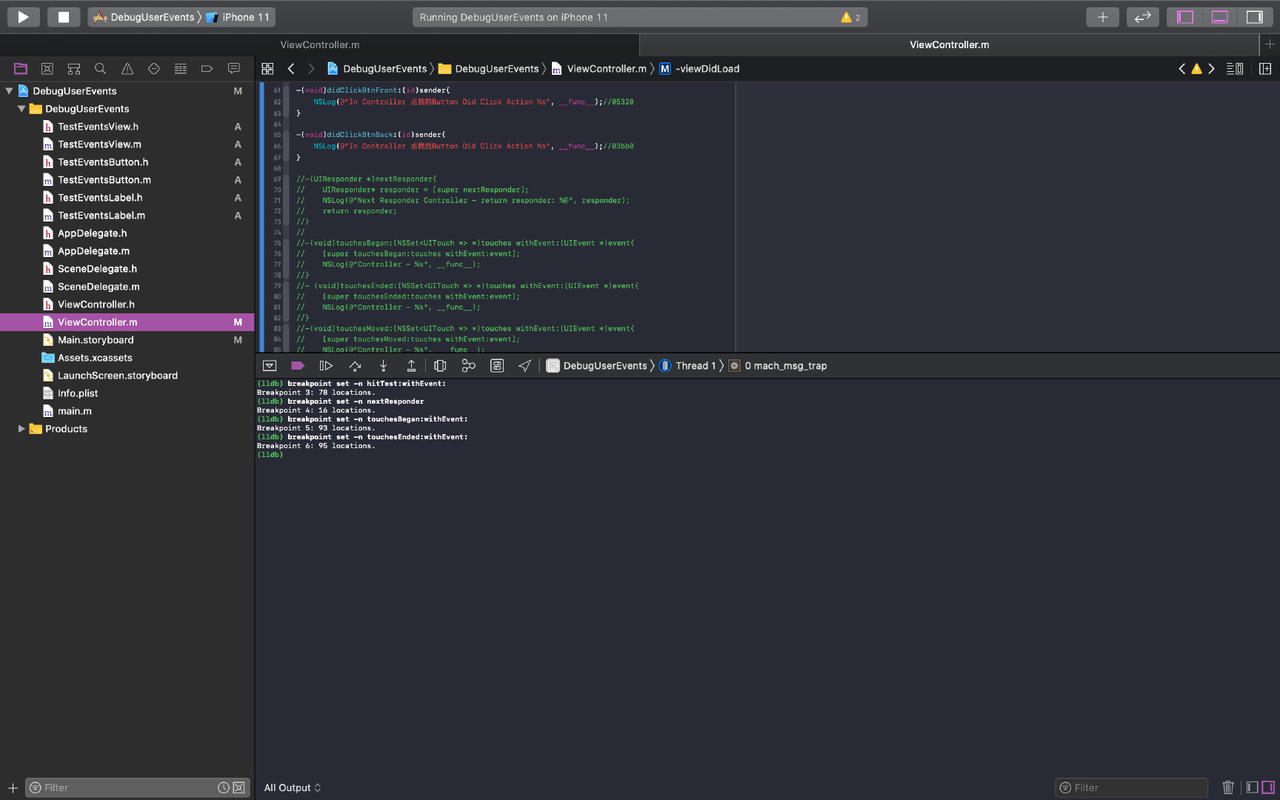 DebugUserEvents
iPhone 11
Running DebugUserEvents on iPhone 11
2
ViewController.m
ViewController.m
DebugUserEvents
DebugUserEvents
ViewController.m
M
-viewDidLoad
DebugUserEvents
M
DebugUserEvents
TestEventsView.h
A
TestEventsView.m
A
TestEventsButton.h
A
TestEventsButton.m
A
TestEventsLabel.h
A
TestEventsLabel.m
A
AppDelegate.h
AppDelegate.m
SceneDelegate.h
SceneDelegate.m
ViewController.h
ViewController.m
M
Main.storyboard
M
Assets.xcassets
LaunchScreen.storyboard
Info.plist
main.m
Products
61 -(void)didClickBtnFront:(id)sender{
62 NSLog(@"In Controller 点我前Button Did Click Action %s", __func__);//05320
63 }
64
65 -(void)didClickBtnBack:(id)sender{
66 NSLog(@"In Controller 点我后Button Did Click Action %s", __func__);//03bb0
67 }
68
69 //-(UIResponder *)nextResponder{
70 // UIResponder* responder = [super nextResponder];
71 // NSLog(@"Next Responder Controller - return responder: %@", responder);
72 // return responder;
73 //}
74 //
75 //-(void)touchesBegan:(NSSet<UITouch *> *)touches withEvent:(UIEvent *)event{
76 // [super touchesBegan:touches withEvent:event];
77 // NSLog(@"Controller - %s", __func__);
78 //}
79 //- (void)touchesEnded:(NSSet<UITouch *> *)touches withEvent:(UIEvent *)event{
80 // [super touchesEnded:touches withEvent:event];
81 // NSLog(@"Controller - %s", __func__);
82 //}
83 //-(void)touchesMoved:(NSSet<UITouch *> *)touches withEvent:(UIEvent *)event{
84 // [super touchesMoved:touches withEvent:event];
85 // NSLog(@"Controller - %s", __func__);
DebugUserEvents
Thread 1
0 mach_msg_trap
(lldb) breakpoint set -n hitTest:withEvent:
Breakpoint 3: 78 locations.
(lldb) breakpoint set -n nextResponder
Breakpoint 4: 16 locations.
(lldb) breakpoint set -n touchesBegan:withEvent:
Breakpoint 5: 93 locations.
(lldb) breakpoint set -n touchesEnded:withEvent:
Breakpoint 6: 95 locations.
(lldb)
Filter
All Output
Filter